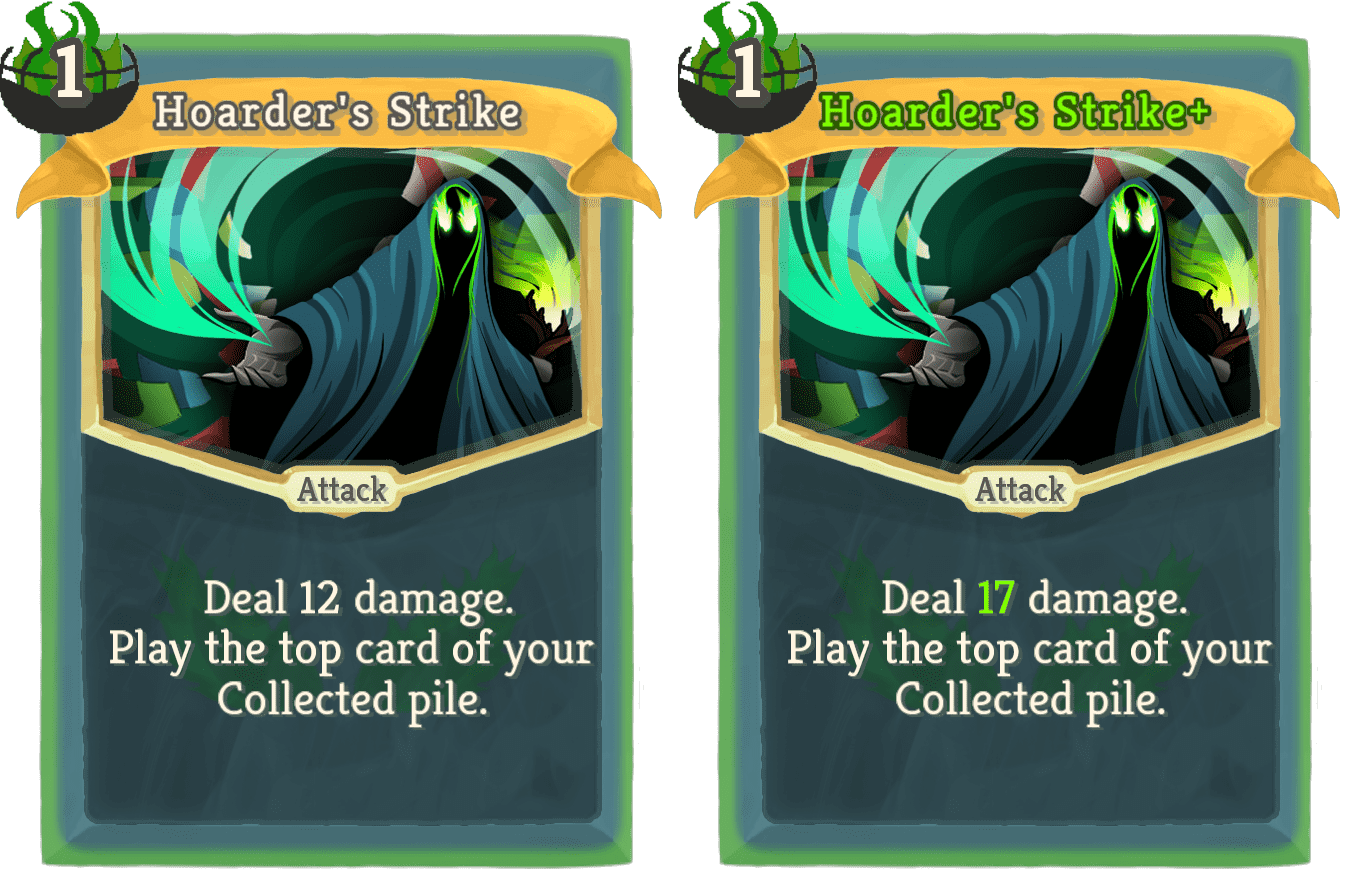 1
Hoarder's Strike
Attack
Deal 12 damage.
Play the top card of your
Collected pile.
1
Hoarder's Strike+
Attack
Deal 17 damage.
Play the top card of your
Collected pile.